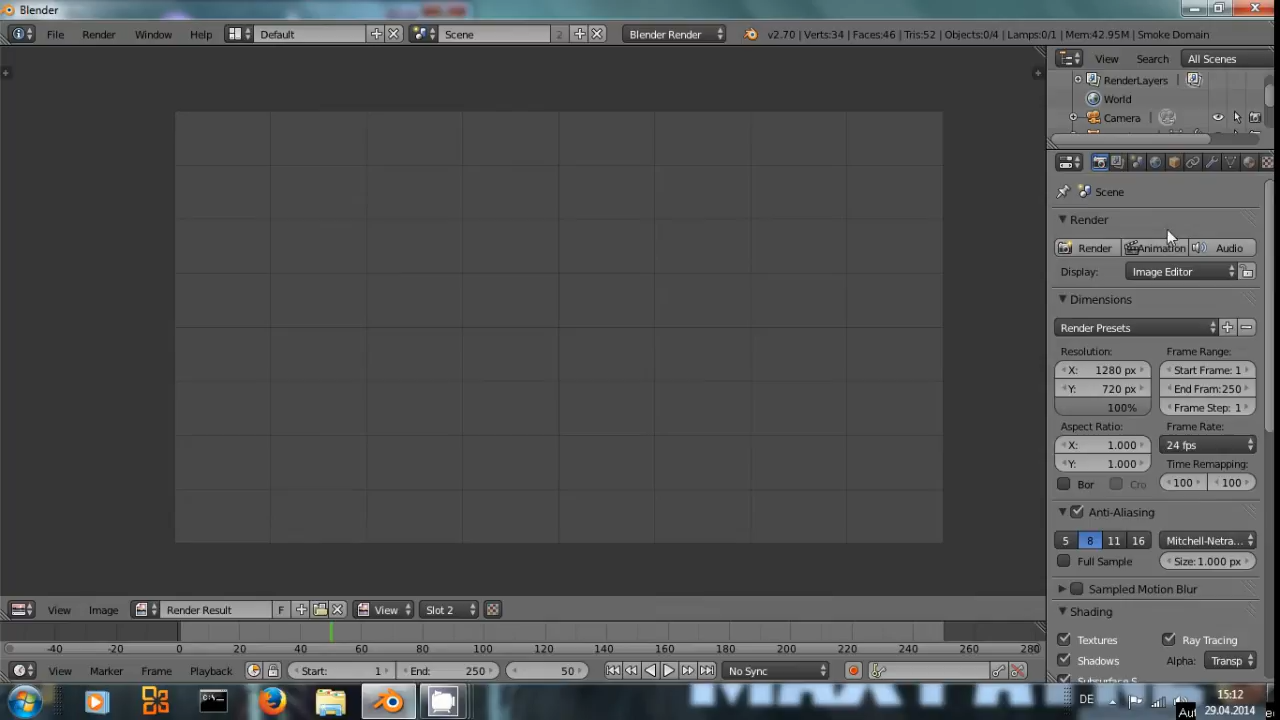 Blender
File Render Window Help Default Scene 2 Blender Render v2.70 | Verts:34 | Faces:46 | Tris:52 | Objects:0/4 | Lamps:0/1 | Mem:42.95M | Smoke Domain
View Search All Scenes
RenderLayers
World
Camera
Scene
Render
Render Animation Audio
Display: Image Editor
Dimensions
Render Presets
Resolution: Frame Range:
X: 1280 px Start Frame: 1
Y: 720 px End Fram:250
100% Frame Step: 1
Aspect Ratio: Frame Rate:
X: 1.000 24 fps
Y: 1.000 Time Remapping:
Bor Cro 100 100
Anti-Aliasing
5 8 11 16 Mitchell-Netra...
Full Sample Size: 1.000 px
Sampled Motion Blur
View Image Render Result F View Slot 2
Shading
Textures Ray Tracing
-40 -20 0 20 40 60 80 100 120 140 160 180 200 220 240 260 280
Shadows Alpha: Transp
View Marker Frame Playback Start: 1 End: 250 50 No Sync
DE 15:12
29.04.2014